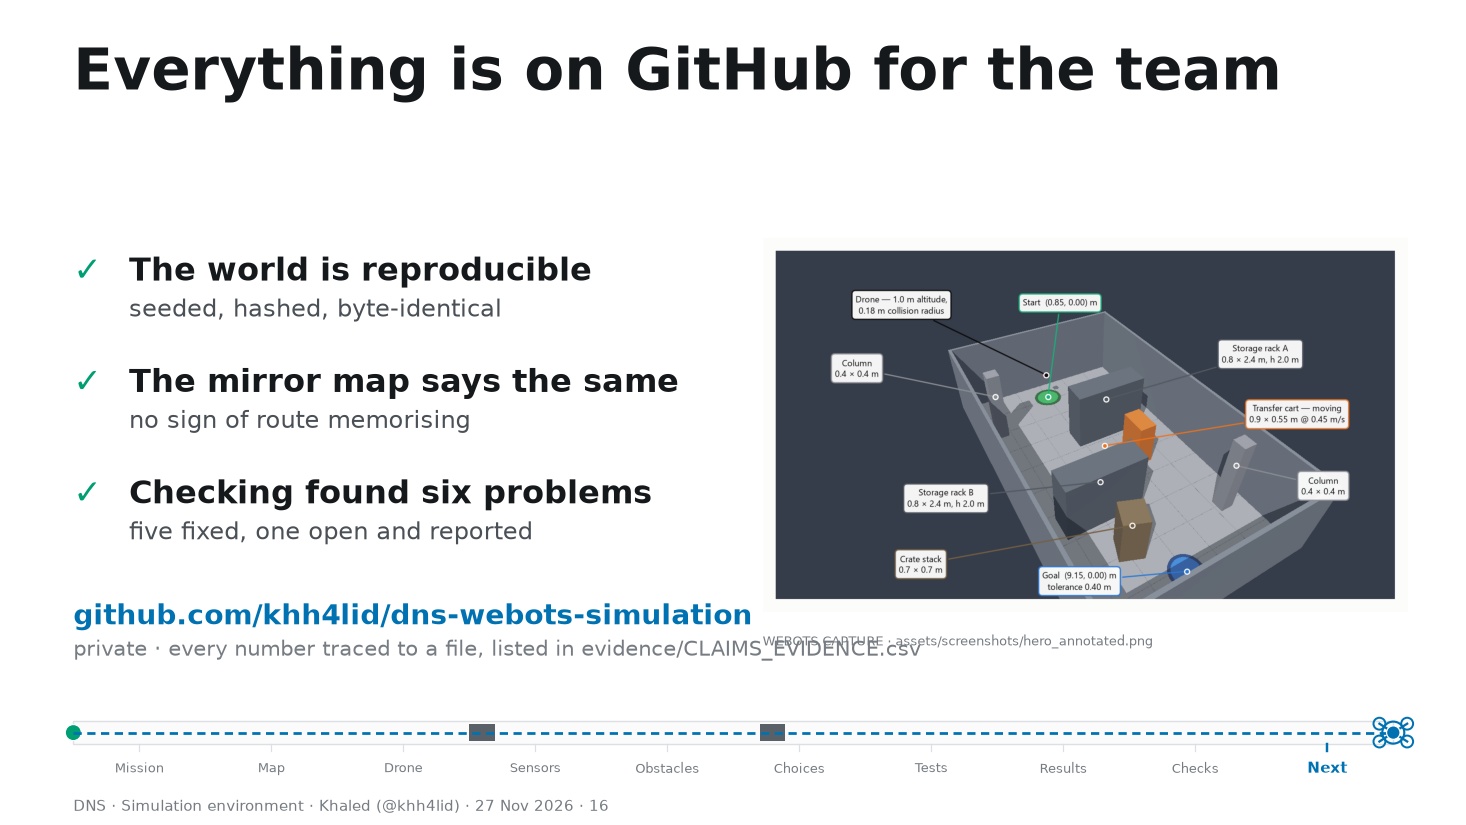 Everything is on GitHub for the team
✓ The world is reproducible
seeded, hashed, byte-identical
✓ The mirror map says the same
no sign of route memorising
✓ Checking found six problems
five fixed, one open and reported
github.com/khh4lid/dns-webots-simulation
private · every number traced to a file, listed in evidence/CLAIMS_EVIDENCE.csv
Drone — 1.0 m altitude,
0.18 m collision radius
Start (0.85, 0.00) m
Column
0.4 × 0.4 m
Storage rack A
0.8 × 2.4 m, h 2.0 m
Transfer cart — moving
0.9 × 0.55 m @ 0.45 m/s
Storage rack B
0.8 × 2.4 m, h 2.0 m
Column
0.4 × 0.4 m
Crate stack
0.7 × 0.7 m
Goal (9.15, 0.00) m
tolerance 0.40 m
WEBOTS CAPTURE · assets/screenshots/hero_annotated.png
Mission Map Drone Sensors Obstacles Choices Tests Results Checks Next
DNS · Simulation environment · Khaled (@khh4lid) · 27 Nov 2026 · 16